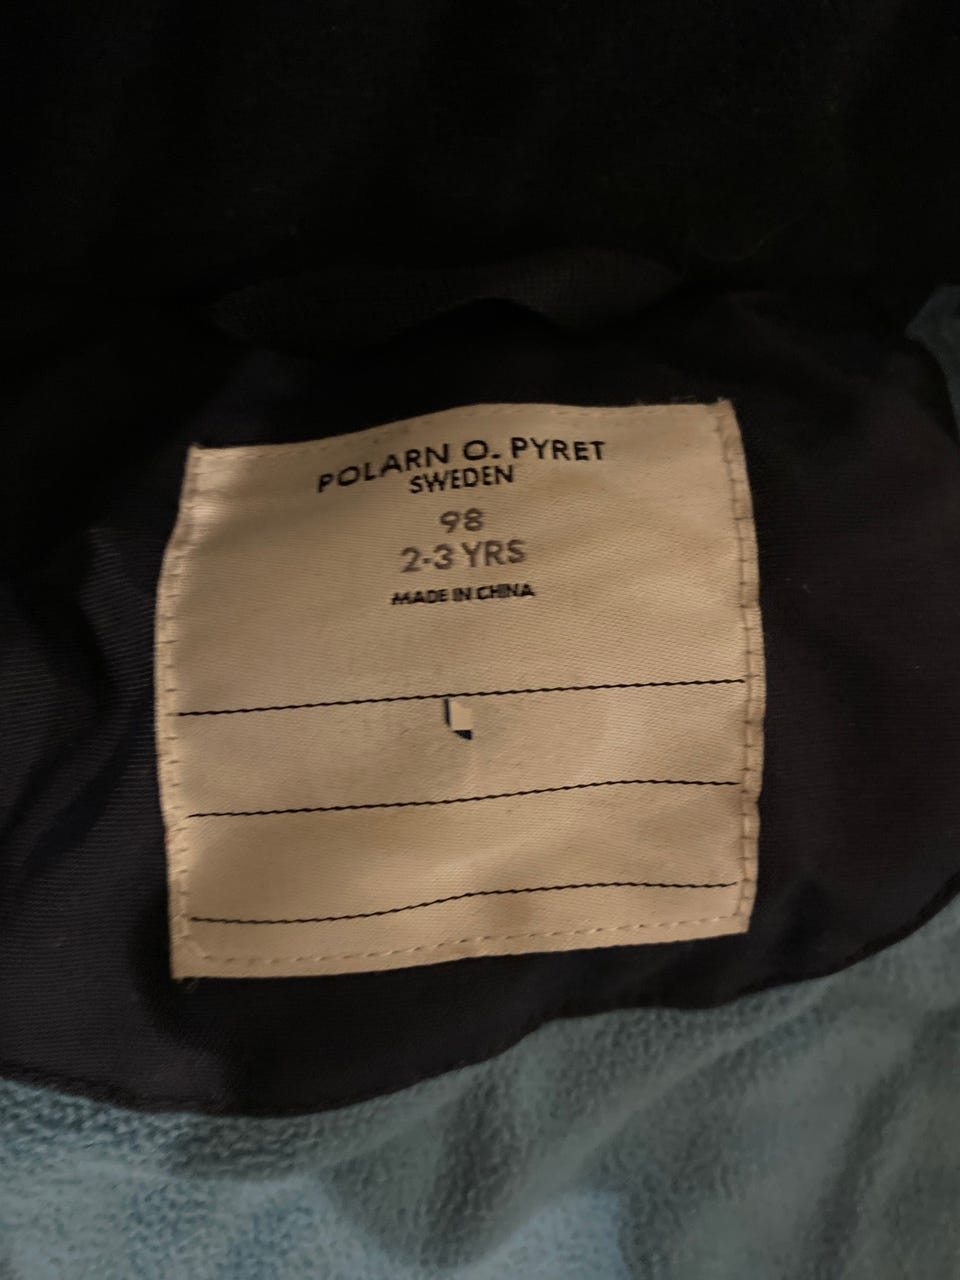 POLARN O. PYRET
SWEDEN
98
2-3 YRS
MADE IN CHINA